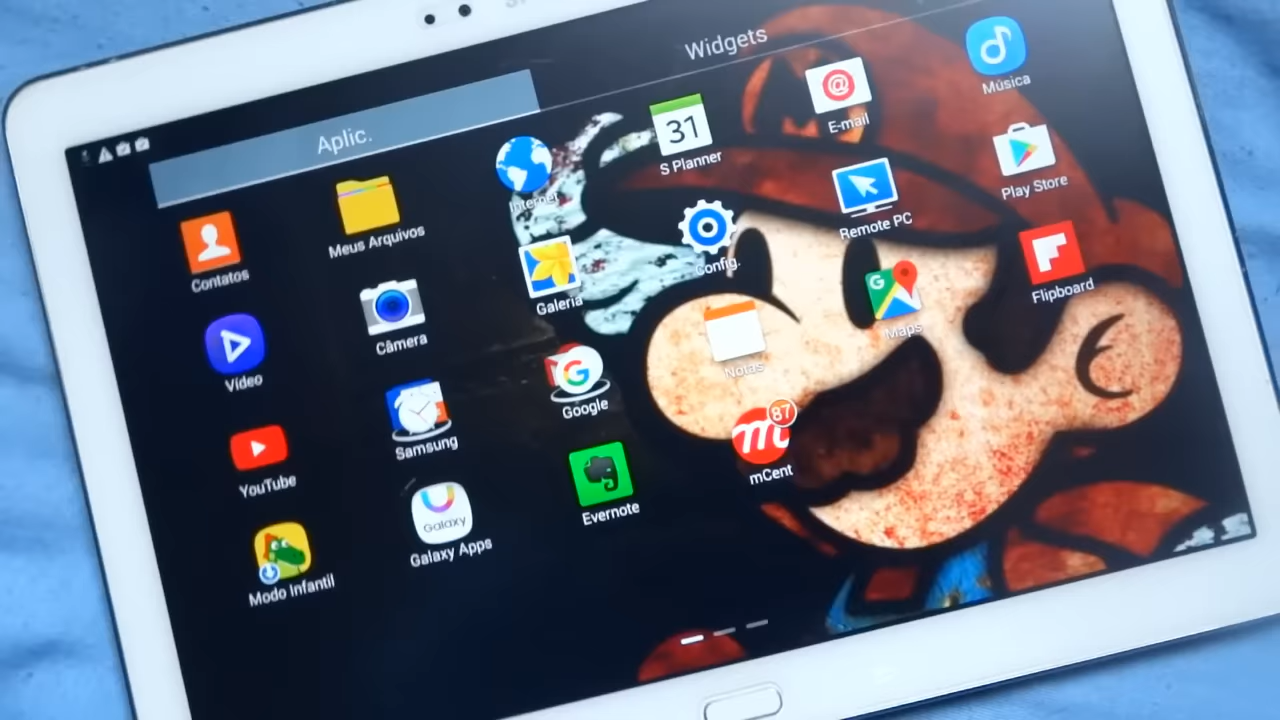 Aplic.
Widgets
Contatos
Meus Arquivos
Internet
31
S Planner
@
E-mail
Música
Vídeo
Câmera
Galeria
Config.
Remote PC
Play Store
YouTube
Samsung
G
Google
Notas
G
Maps
Flipboard
Modo Infantil
Galaxy
Galaxy Apps
Evernote
m
87
mCent
M